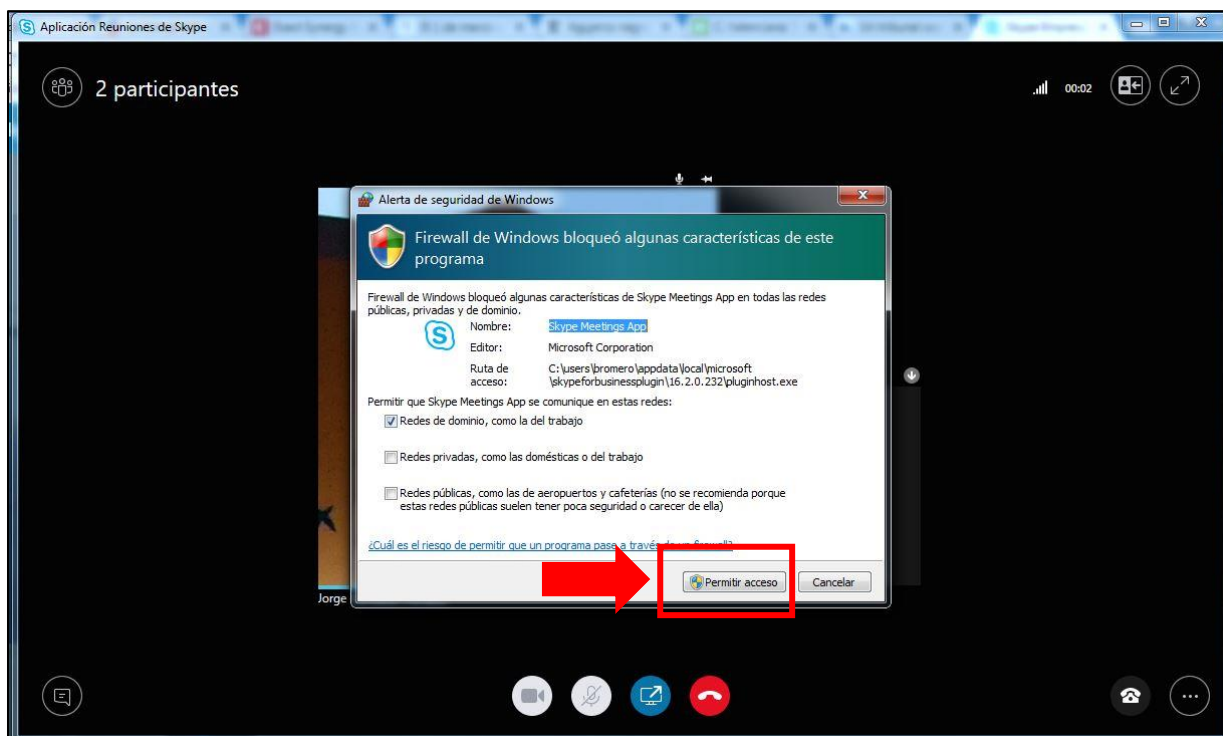 Aplicación Reuniones de Skype
2 participantes
00:02
Alerta de seguridad de Windows
Firewall de Windows bloqueó algunas características de este
programa
Firewall de Windows bloqueó algunas características de Skype Meetings App en todas las redes
públicas, privadas y de dominio.
Nombre: Skype Meetings App
Editor: Microsoft Corporation
Ruta de C:\users\bromero\appdata\local\microsoft
acceso: \skypeforbusinessplugin\16.2.0.232\pluginhost.exe
Permitir que Skype Meetings App se comunique en estas redes:
Redes de dominio, como la del trabajo
Redes privadas, como las domésticas o del trabajo
Redes públicas, como las de aeropuertos y cafeterías (no se recomienda porque
estas redes públicas suelen tener poca seguridad o carecer de ella)
¿Cuál es el riesgo de permitir que un programa pase a través de un firewall?
Permitir acceso Cancelar
Jorge